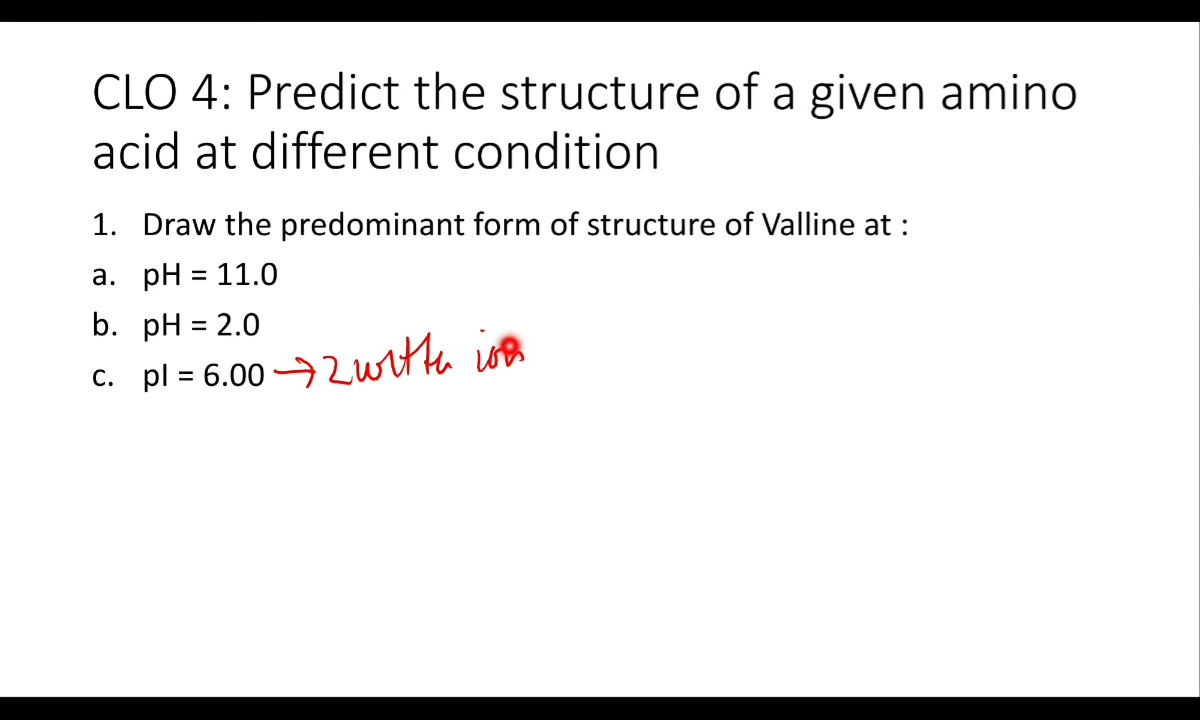 CLO 4: Predict the structure of a given amino
acid at different condition
1. Draw the predominant form of structure of Valline at :
a. pH = 11.0
b. pH = 2.0
c. pI = 6.00 → zwitter ion